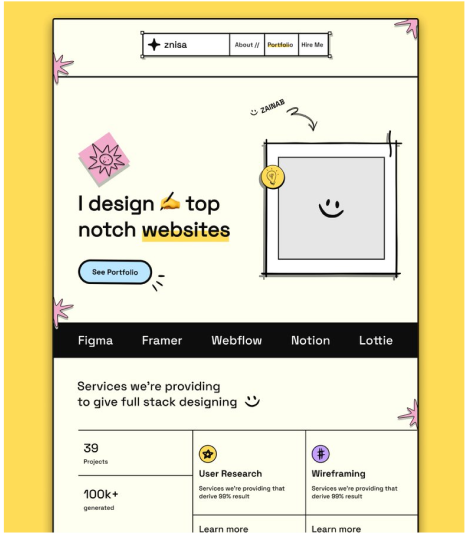 znisa
About //
Portfolio
Hire Me
ZAINAB
I design ✍️ top
notch websites
See Portfolio
Figma
Framer
Webflow
Notion
Lottie
Services we're providing
to give full stack designing
39
Projects
100k+
generated
User Research
Services we're providing that
derive 99% result
Learn more
Wireframing
Services we're providing that
derive 99% result
Learn more